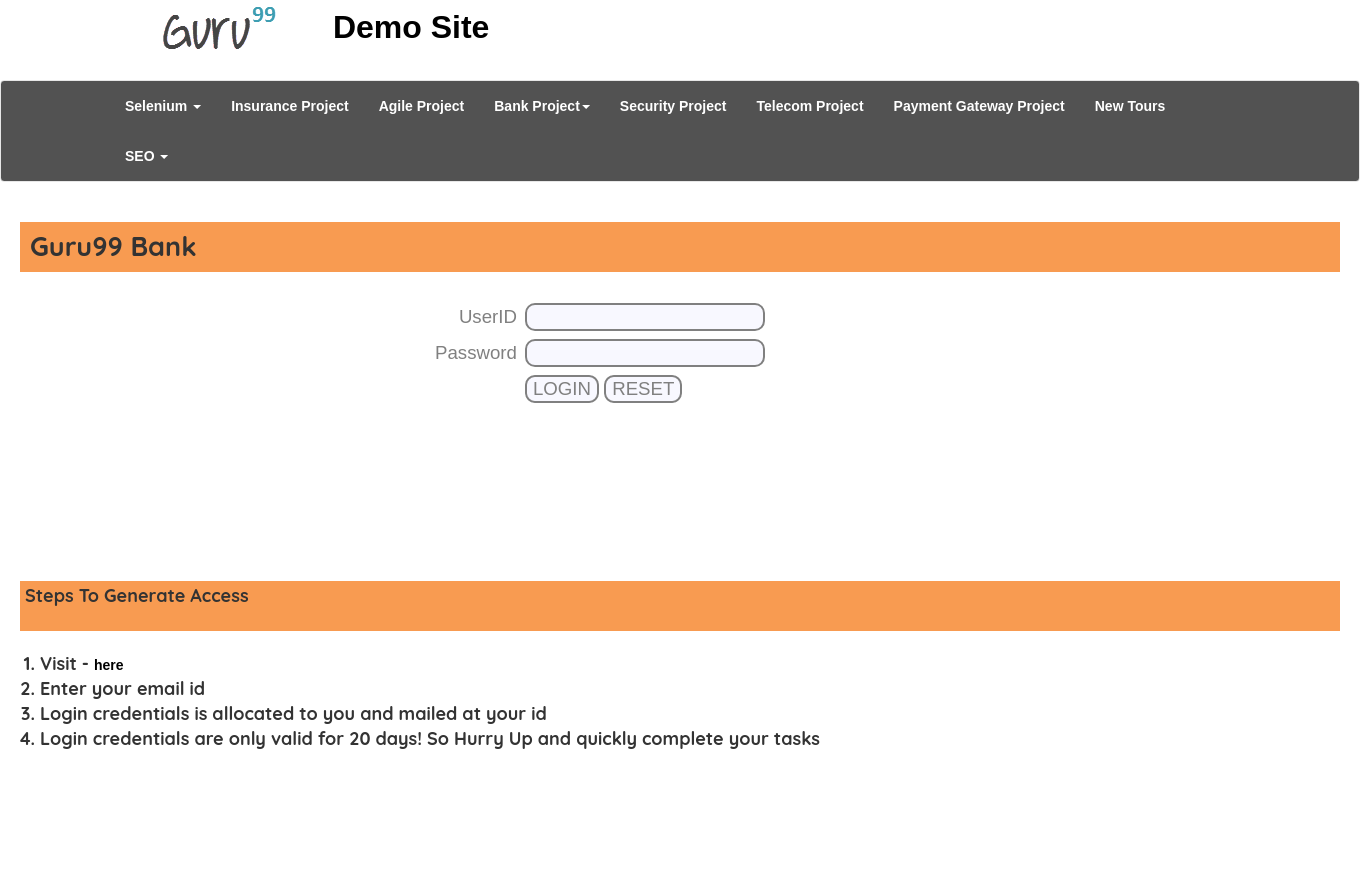 Guru99 Demo Site
Selenium Insurance Project Agile Project Bank Project Security Project Telecom Project Payment Gateway Project New Tours
SEO
Guru99 Bank
UserID
Password
LOGIN RESET
Steps To Generate Access
1. Visit - here
2. Enter your email id
3. Login credentials is allocated to you and mailed at your id
4. Login credentials are only valid for 20 days! So Hurry Up and quickly complete your tasks